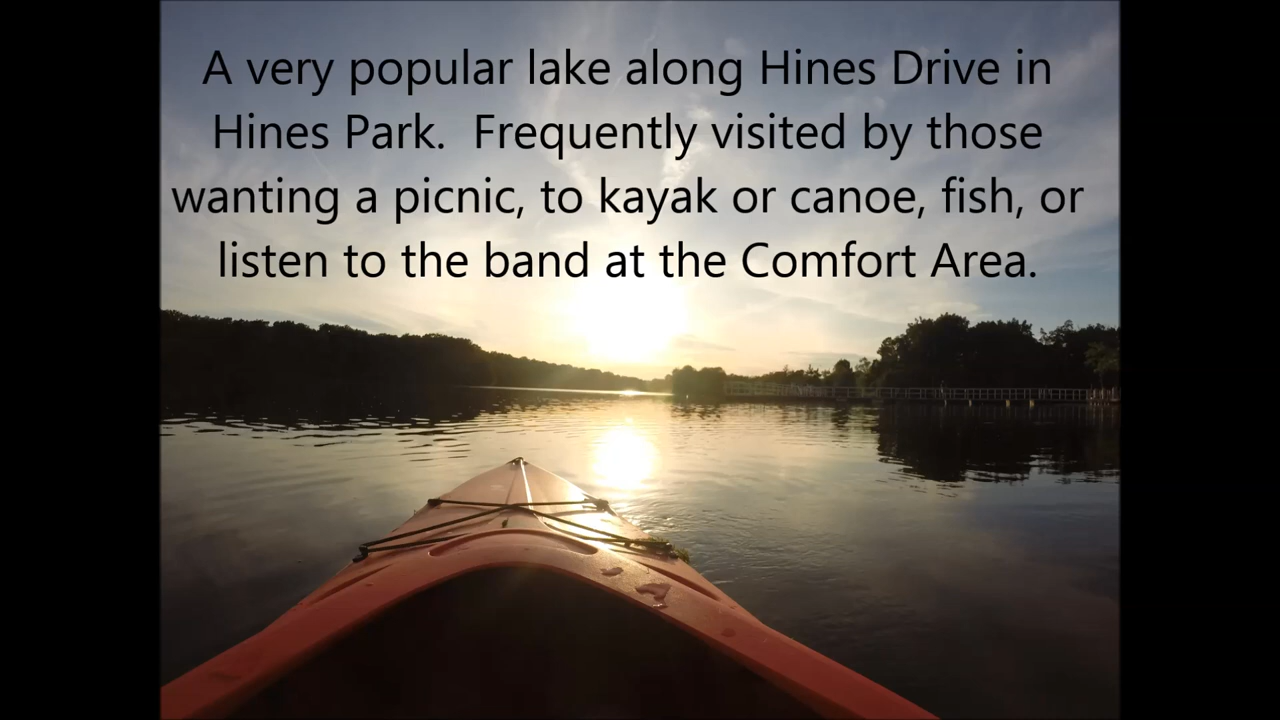 A very popular lake along Hines Drive in
Hines Park.  Frequently visited by those
wanting a picnic, to kayak or canoe, fish, or
listen to the band at the Comfort Area.